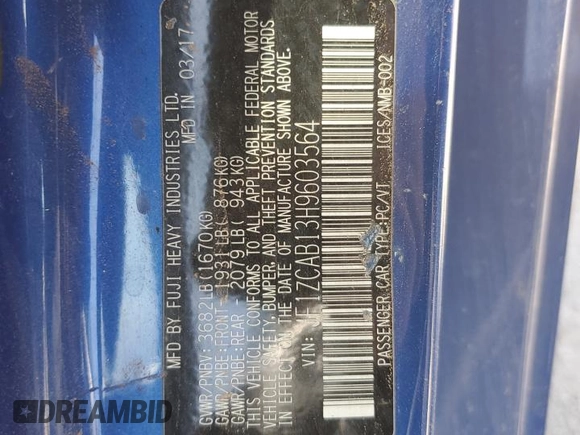 MFD BY FUJI HEAVY INDUSTRIES LTD.
MFD IN 03/17
GVWR/PNBV: 3682LB(1670KG)
GAWR/PNBE:FRONT 1931LB( 876KG)
GAWR/PNBE:REAR 2079LB( 943KG)
THIS VEHICLE CONFORMS TO ALL APPLICABLE FEDERAL MOTOR
VEHICLE SAFETY, BUMPER, AND THEFT PREVENTION STANDARDS
IN EFFECT ON THE DATE OF MANUFACTURE SHOWN ABOVE.
VIN: JF1ZCAB13H9603564
PASSENGER CAR TYPE:PC/VT ICES/NMB-002
DREAMBID